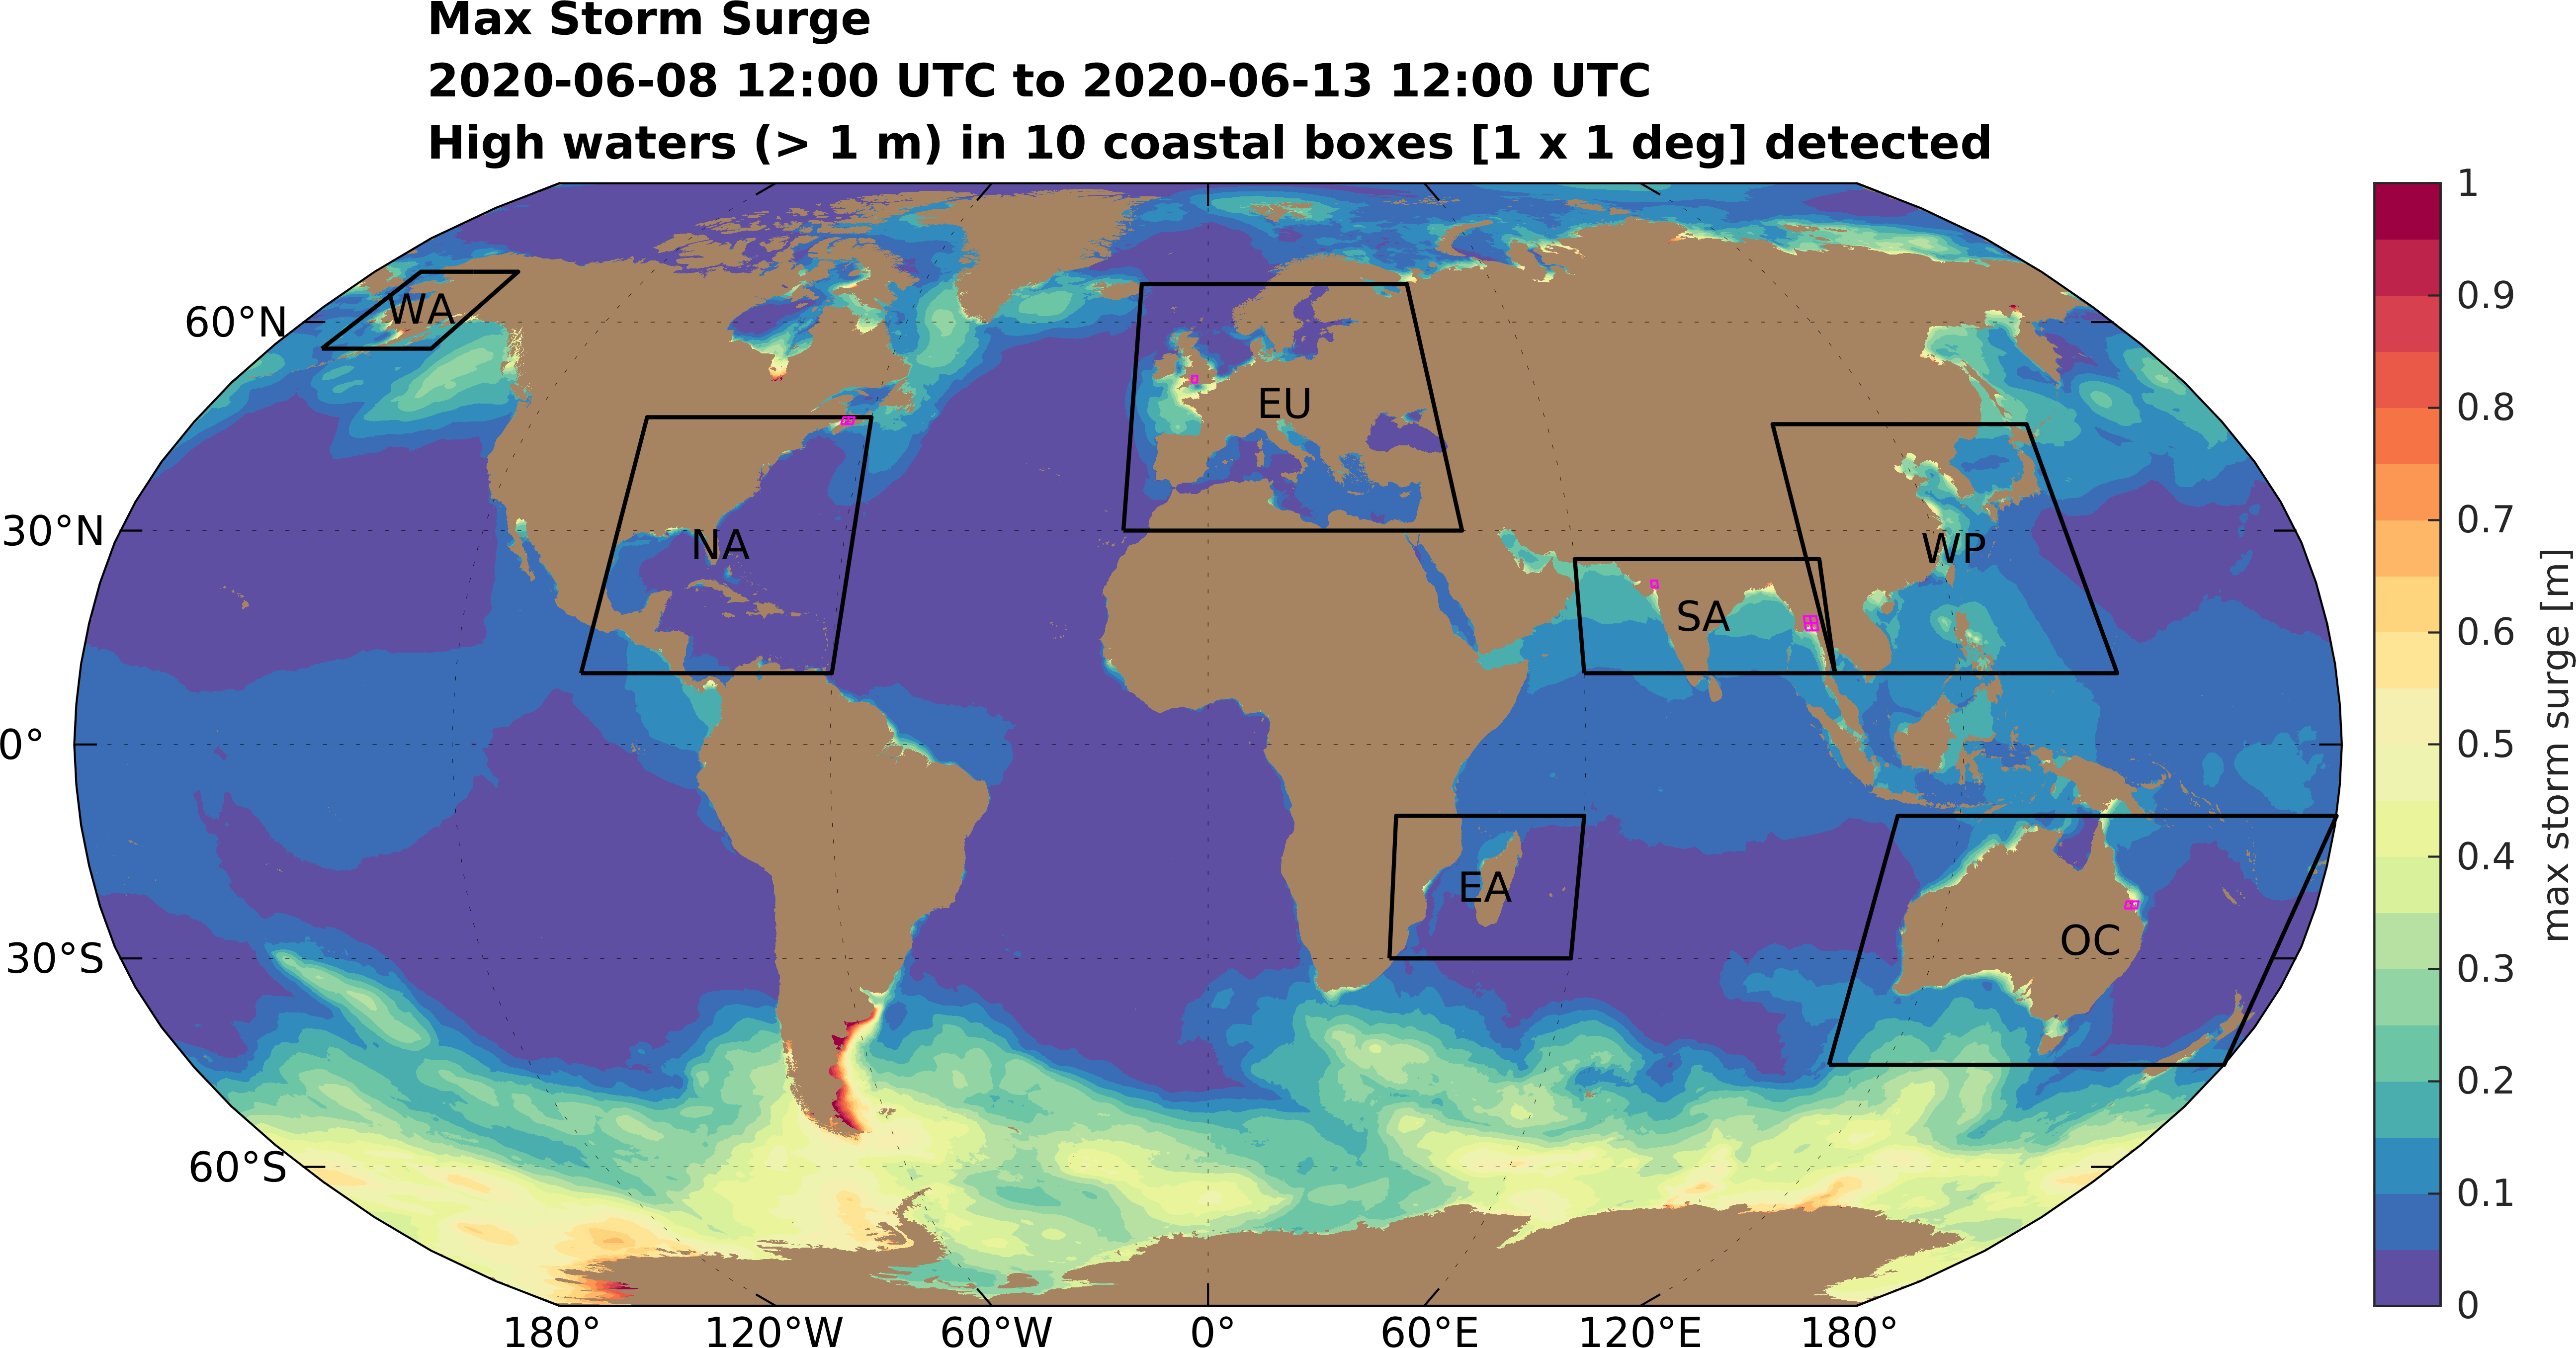 Max Storm Surge
2020-06-08 12:00 UTC to 2020-06-13 12:00 UTC
High waters (> 1 m) in 10 coastal boxes [1 x 1 deg] detected
60°N
30°N
0°
30°S
60°S
180°
120°W
60°W
0°
60°E
120°E
180°
WA
NA
EU
SA
WP
EA
OC
1
0.9
0.8
0.7
0.6
0.5
0.4
0.3
0.2
0.1
0
max storm surge [m]